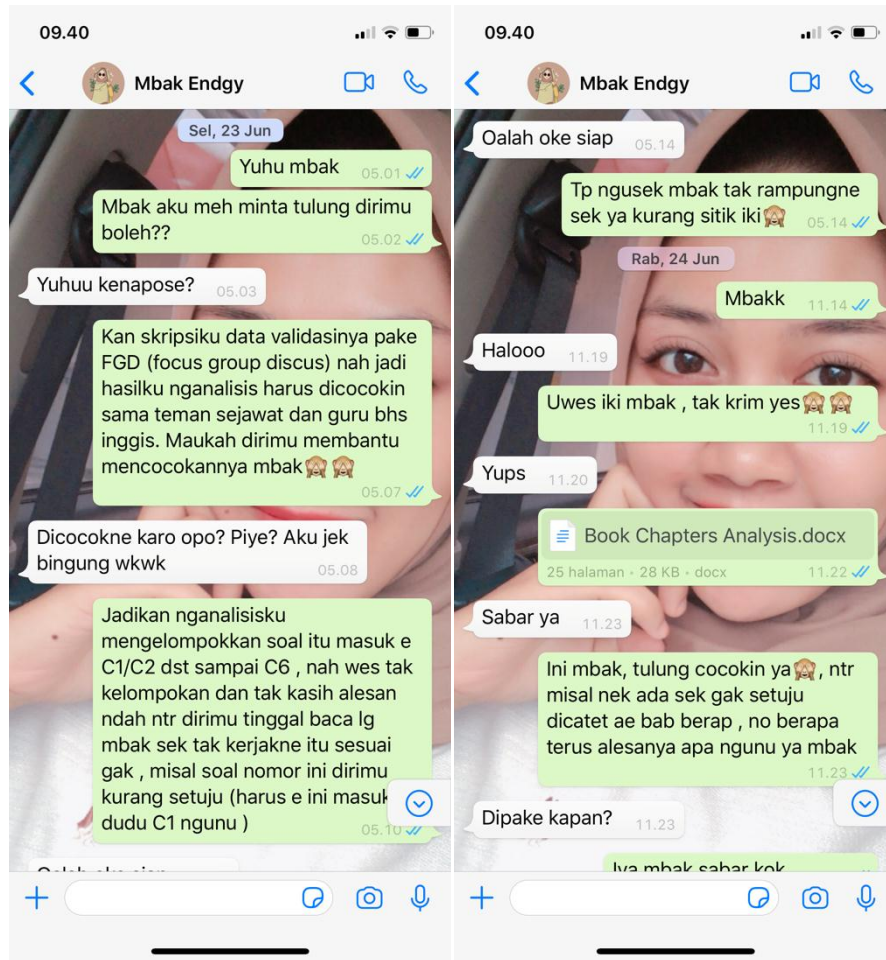 09.40
Mbak Endgy
Sel, 23 Jun
Yuhu mbak 05.01
Mbak aku meh minta tulung dirimu
boleh?? 05.02
Yuhuu kenapose? 05.03
Kan skripsiku data validasinya pake
FGD (focus group discus) nah jadi
hasilku nganalisis harus dicocokin
sama teman sejawat dan guru bhs
inggis. Maukah dirimu membantu
mencocokannya mbak🙈🙈
05.07
Dicocokne karo opo? Piye? Aku jek
bingung wkwk 05.08
Jadikan nganalisisku
mengelompokkan soal itu masuk e
C1/C2 dst sampai C6 , nah wes tak
kelompokan dan tak kasih alesan
ndah ntr dirimu tinggal baca lg
mbak sek tak kerjakne itu sesuai
gak , misal soal nomor ini dirimu
kurang setuju (harus e ini masuk
dudu C1 ngunu ) 05.10
09.40
Mbak Endgy
Oalah oke siap 05.14
Tp ngusek mbak tak rampungne
sek ya kurang sitik iki🙈 05.14
Rab, 24 Jun
Mbakk 11.14
Halooo 11.19
Uwes iki mbak , tak krim yes🙈🙈
11.19
Yups 11.20
Book Chapters Analysis.docx
25 halaman • 28 KB • docx 11.22
Sabar ya 11.23
Ini mbak, tulung cocokin ya🙈, ntr
misal nek ada sek gak setuju
dicatet ae bab berap , no berapa
terus alesanya apa ngunu ya mbak
11.23
Dipake kapan? 11.23
Iya mbak sabar kok